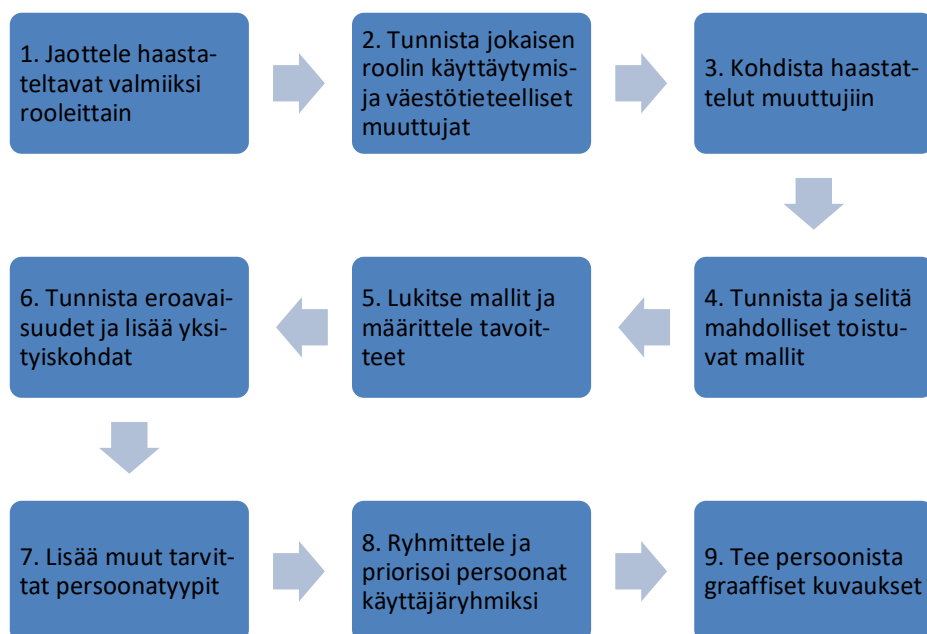 1. Jaottele haasta-
teltavat valmiiksi
rooleittain
2. Tunnista jokaisen
roolin käyttäytymis-
ja väestötieteelliset
muuttujat
3. Kohdista haastat-
telut muuttujiin
4. Tunnista ja selitä
mahdolliset toistu-
vat mallit
5. Lukitse mallit ja
määrittele tavoit-
teet
6. Tunnista eroavai-
suudet ja lisää yksi-
tyiskohdat
7. Lisää muut tarvit-
tat persoonatyypit
8. Ryhmittele ja
priorisoi persoonat
käyttäjäryhmiksi
9. Tee persoonista
graaffiset kuvaukset